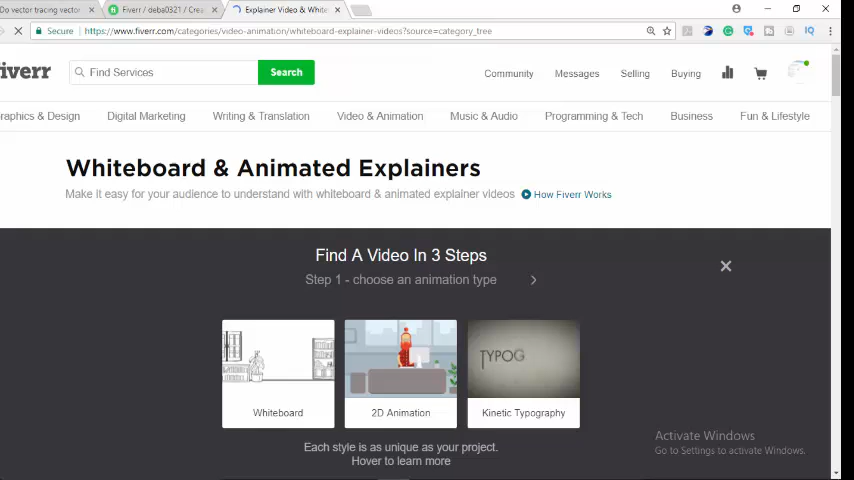 Do vector tracing vector
Fiverr / deba0321 / Crea
Explainer Video & White
Secure
https://www.fiverr.com/categories/video-animation/whiteboard-explainer-videos?source=category_tree
iverr
Find Services
Search
Community
Messages
Selling
Buying
raphics & Design
Digital Marketing
Writing & Translation
Video & Animation
Music & Audio
Programming & Tech
Business
Fun & Lifestyle
Whiteboard & Animated Explainers
Make it easy for your audience to understand with whiteboard & animated explainer videos
How Fiverr Works
Find A Video In 3 Steps
Step 1 - choose an animation type
TYPOG
Whiteboard
2D Animation
Kinetic Typography
Each style is as unique as your project.
Hover to learn more
Activate Windows
Go to Settings to activate Windows.